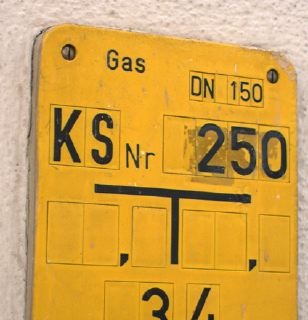 Gas
DN 150
KS Nr 250
, ,
34